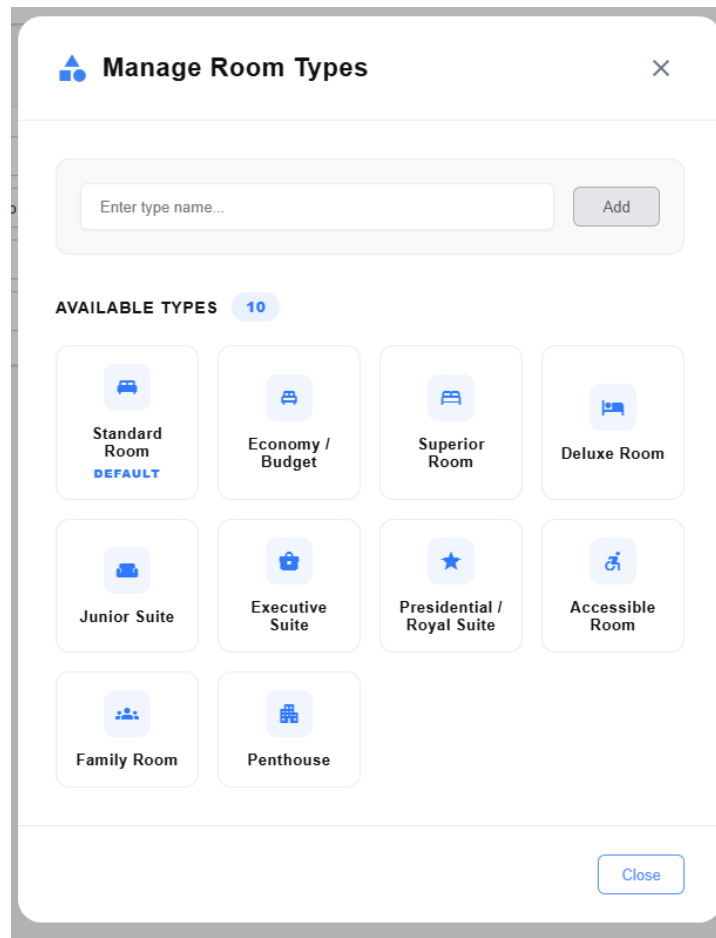 Manage Room Types
Enter type name...
Add
AVAILABLE TYPES 10
Standard
Room
DEFAULT
Economy /
Budget
Superior
Room
Deluxe Room
Junior Suite
Executive
Suite
Presidential /
Royal Suite
Accessible
Room
Family Room
Penthouse
Close